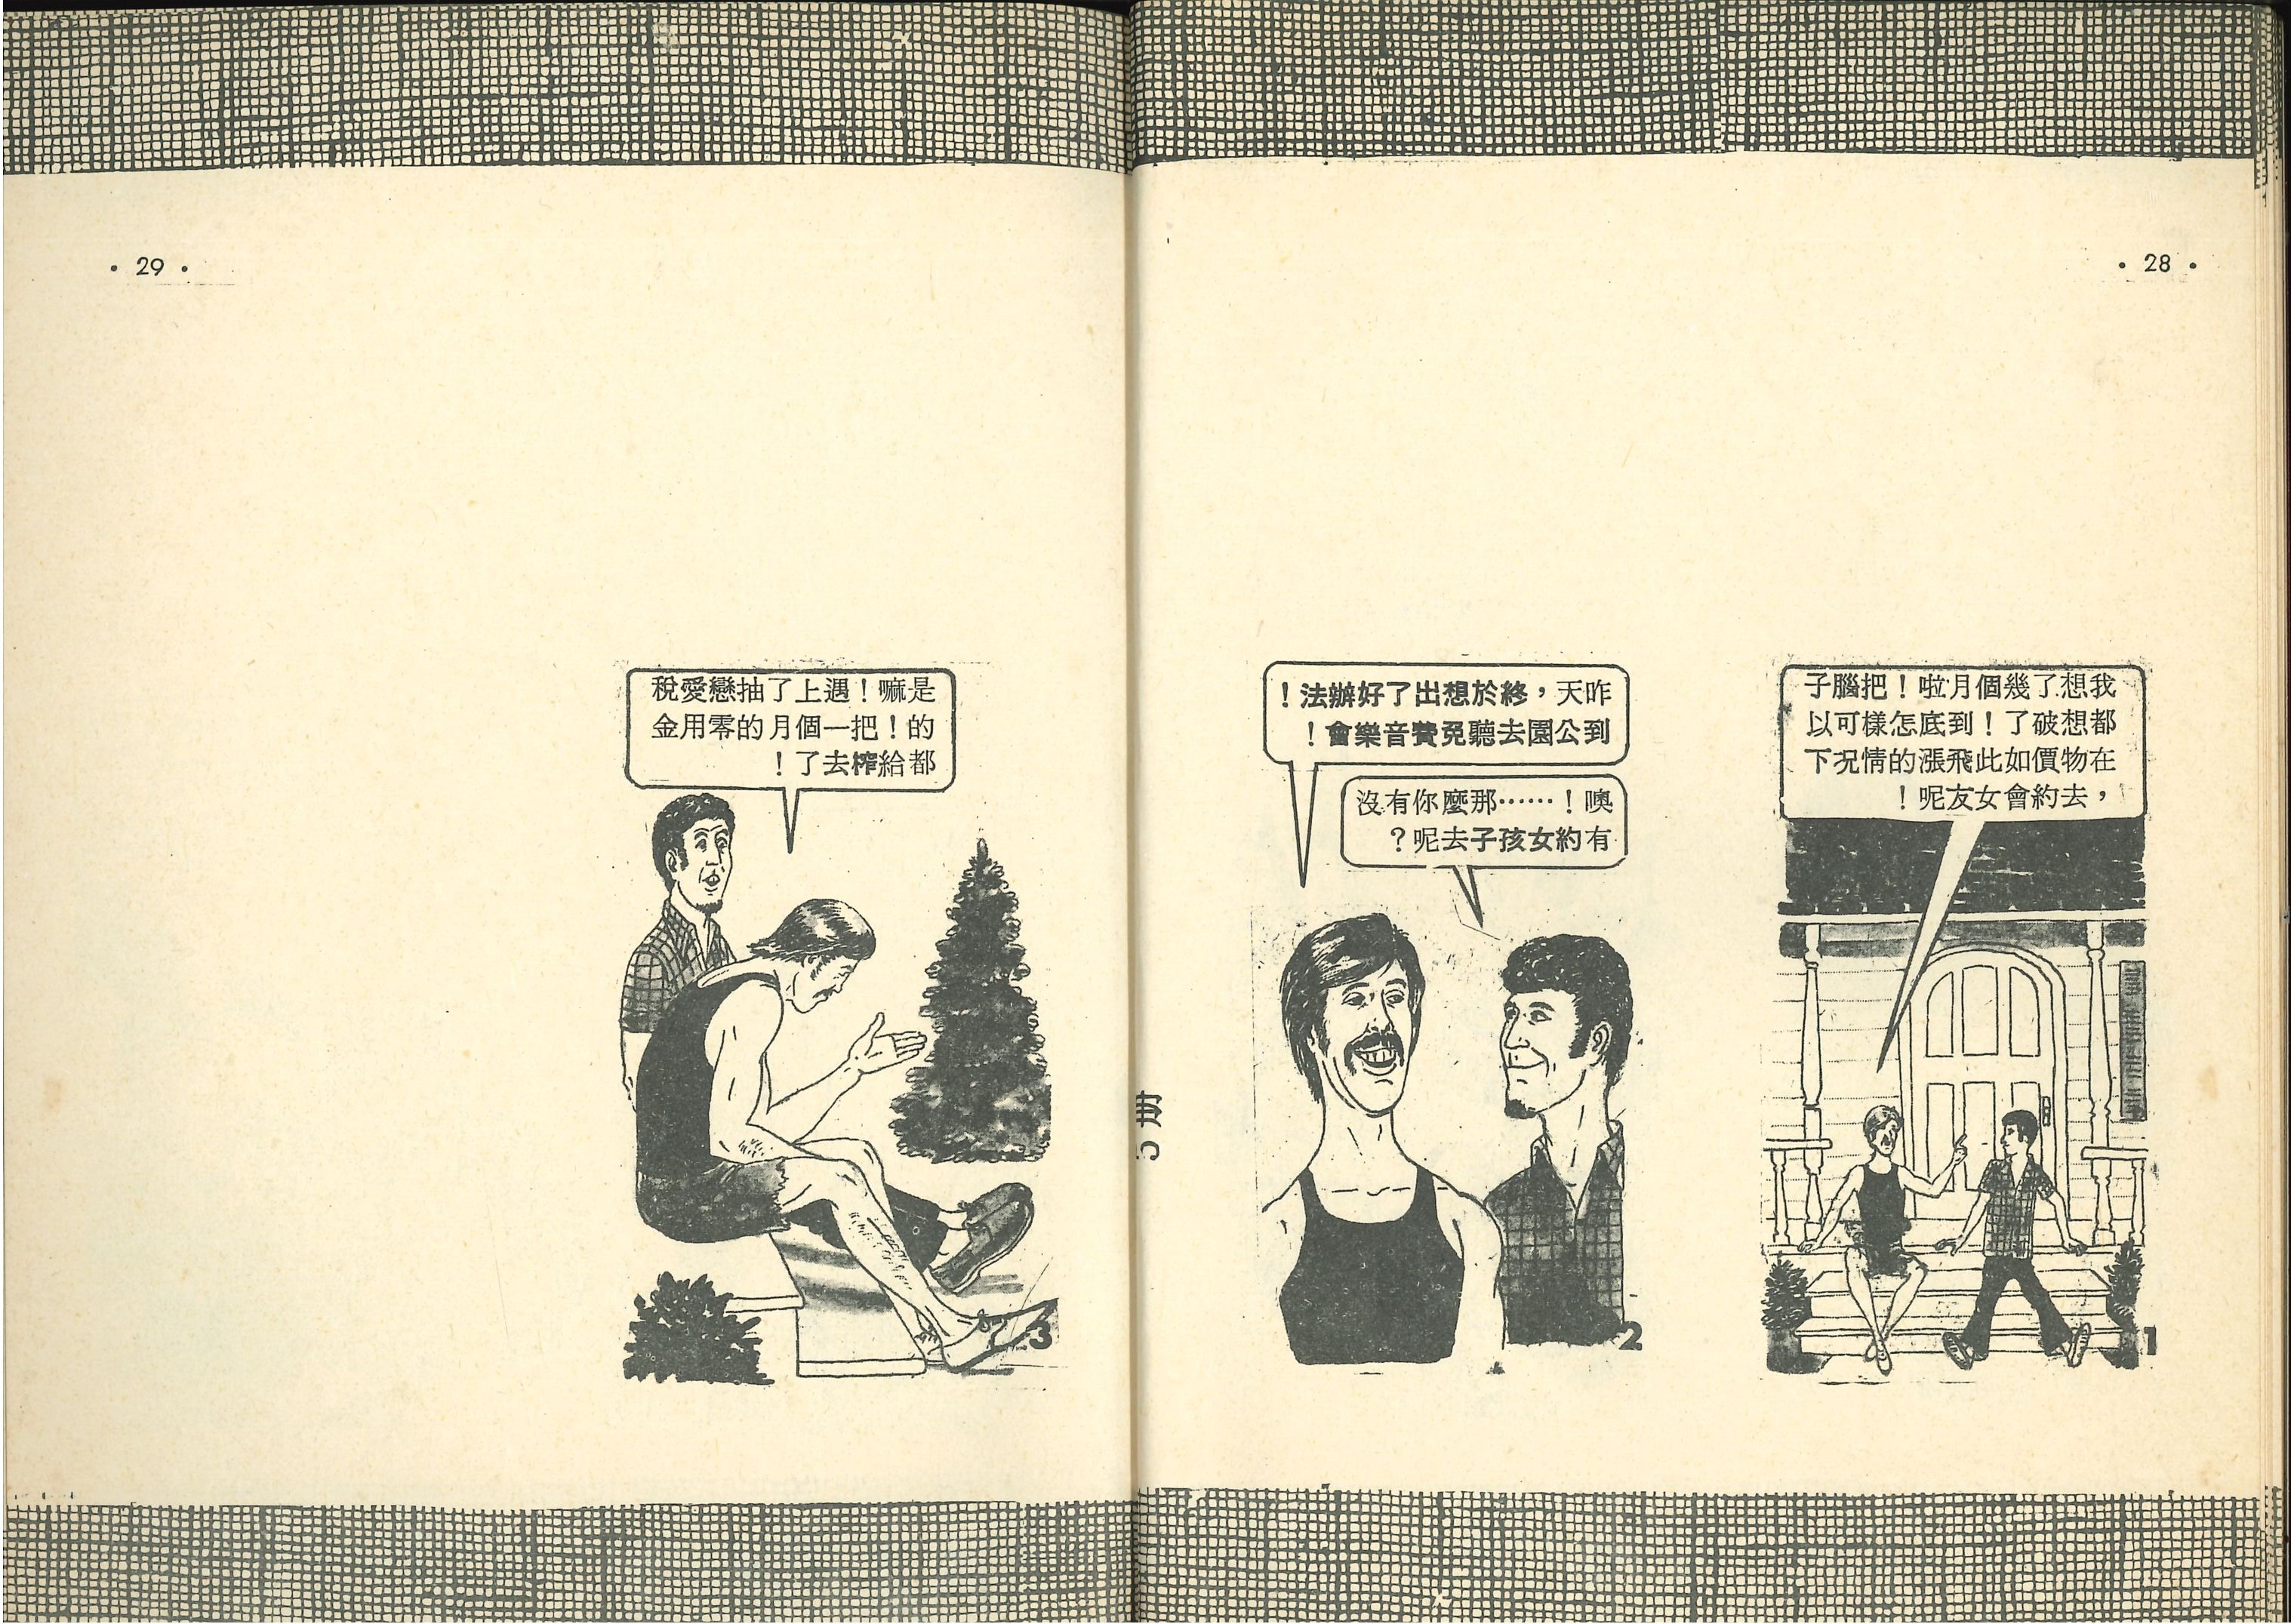 · 28 ·
我想了幾個月啦！把腦子
都想破了！到底怎樣可以
在物價如此飛漲的情況下
，去約會女友呢！
昨天，終於想出了好辦法！
到公園去聽免費音樂會！
噢！……那麼你有沒
有約女孩子去呢？
· 29 ·
是嘛！遇上了抽戀愛稅
的！把一個月的零用金
都給榨去了！
1
2
3